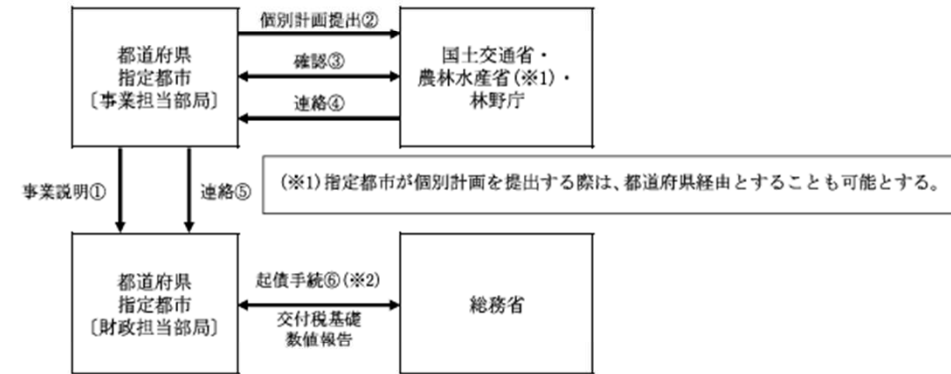 個別計画提出②
都道府県
指定都市
〔事業担当部局〕
確認③
連絡④
国土交通省・
農林水産省(※1)・
林野庁
事業説明①
連絡⑤
(※1)指定都市が個別計画を提出する際は、都道府県経由とすることも可能とする。
都道府県
指定都市
〔財政担当部局〕
起債手続⑥(※2)
交付税基礎
数値報告
総務省